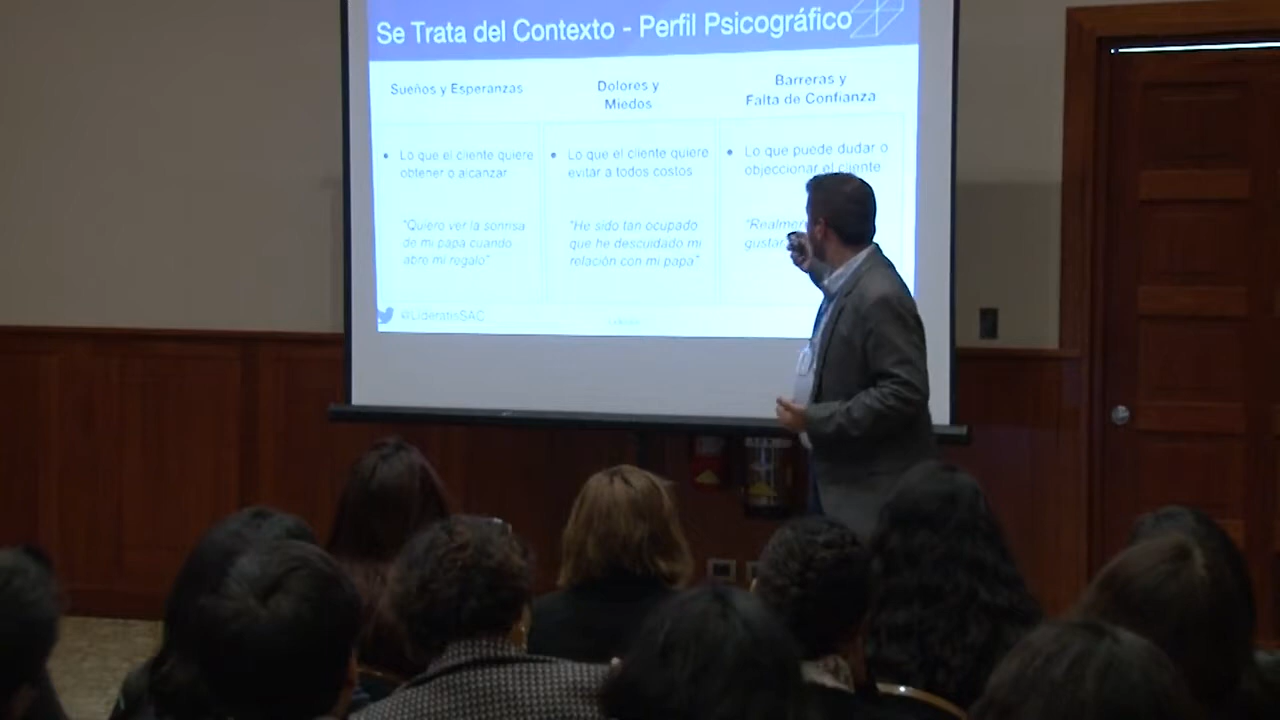 Se Trata del Contexto - Perfil Psicográfico
Sueños y Esperanzas
Dolores y
Miedos
Barreras y
Falta de Confianza
• Lo que el cliente quiere
obtener o alcanzar
"Quiero ver la sonrisa
de mi papa cuando
abre mi regalo"
• Lo que el cliente quiere
evitar a todos costos
"He sido tan ocupado
que he descuidado mi
relación con mi papa"
• Lo que puede dudar o
objeccionar el cliente
@LideratisSAC